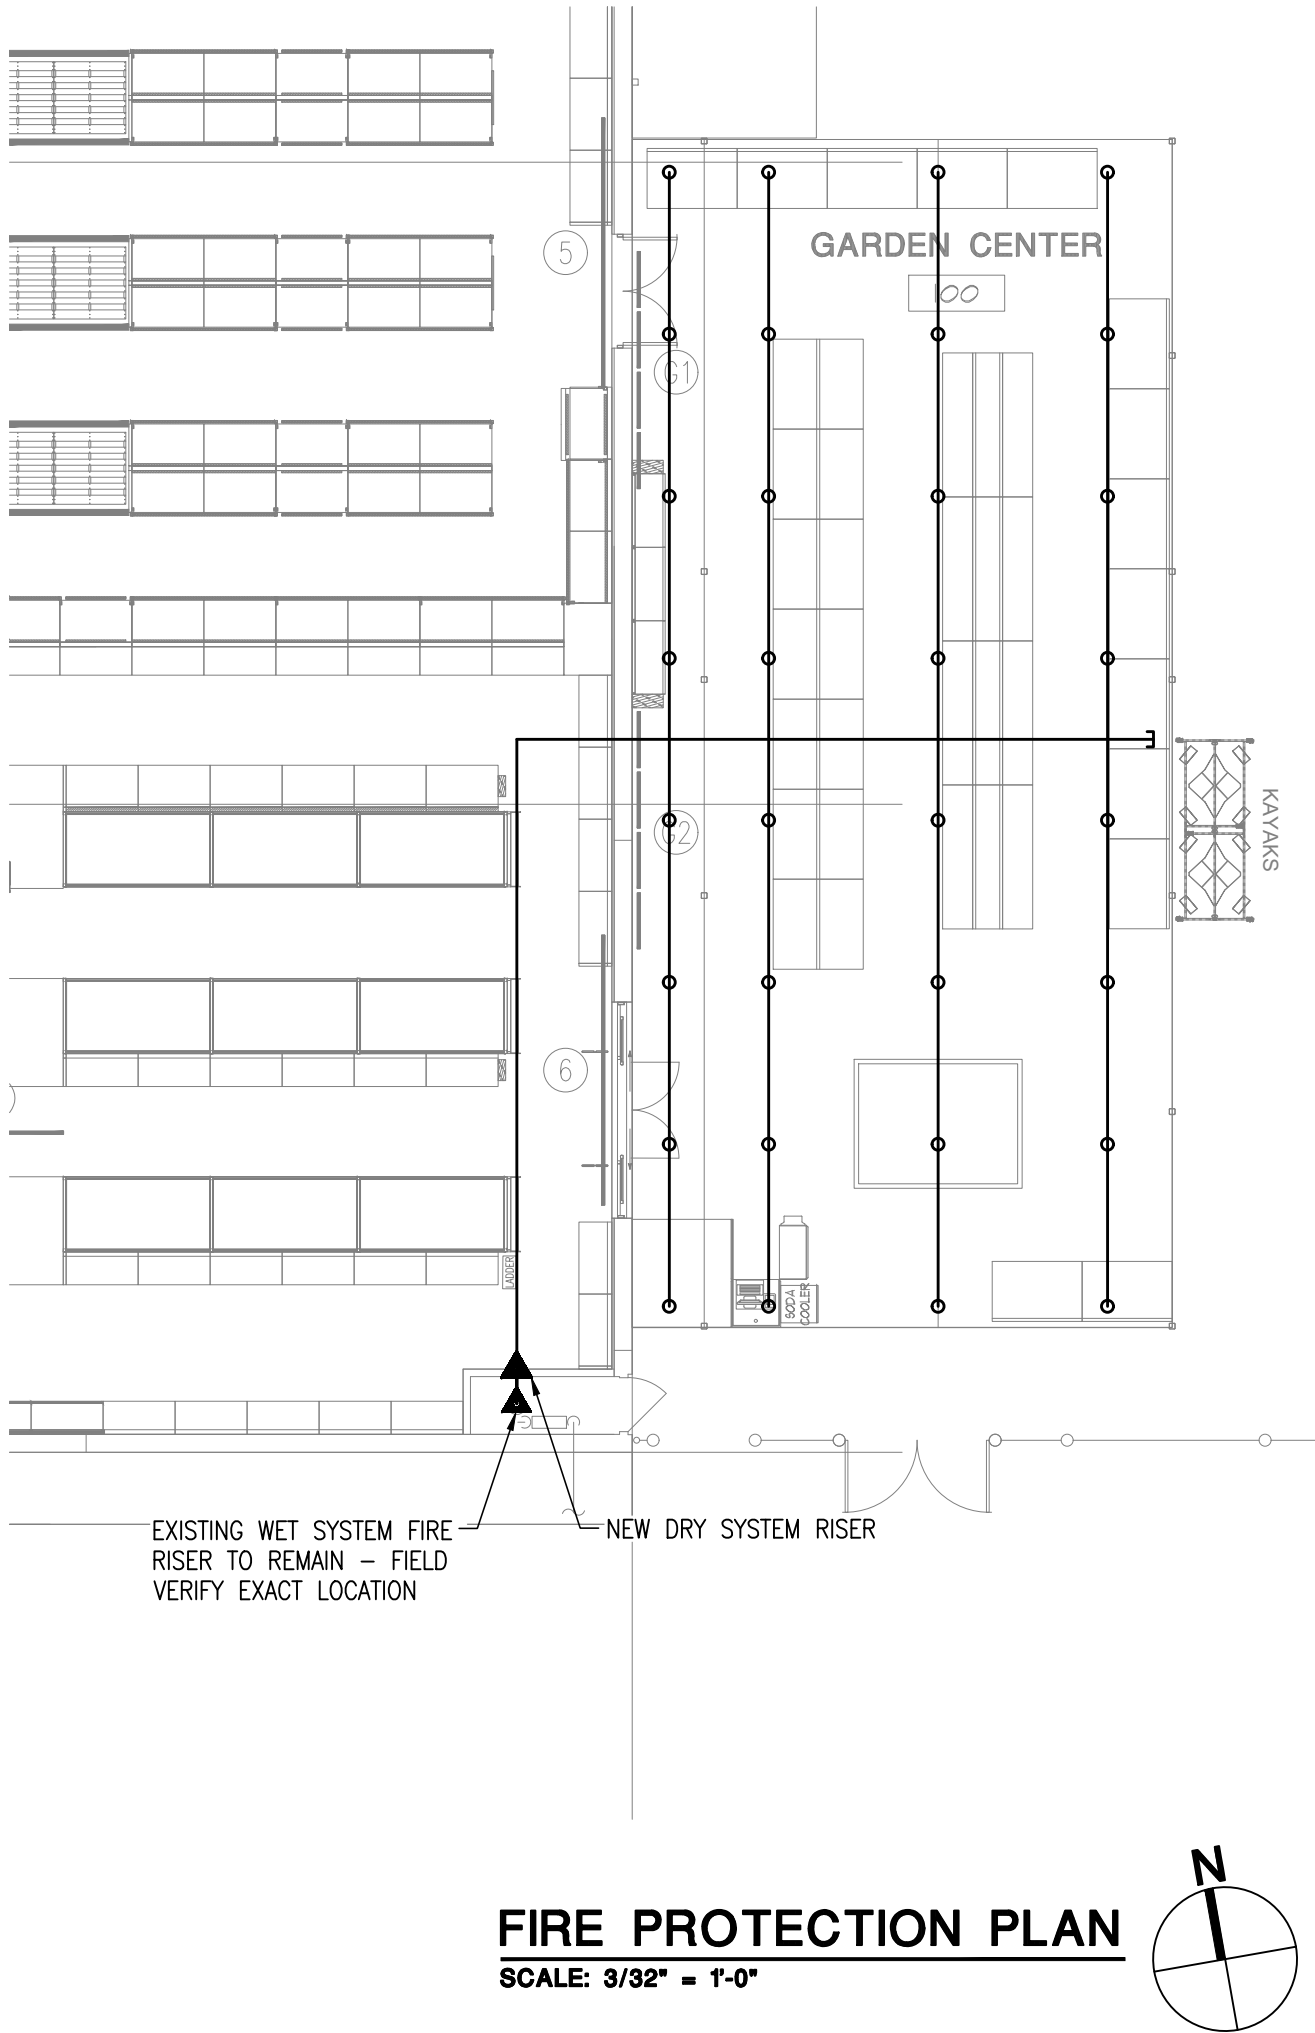 GARDEN CENTER
5
100
G1
KAYAKS
G2
6
LADDER
SODA
COOLER
EXISTING WET SYSTEM FIRE
RISER TO REMAIN – FIELD
VERIFY EXACT LOCATION
NEW DRY SYSTEM RISER
N
FIRE PROTECTION PLAN
SCALE: 3/32" = 1'-0"